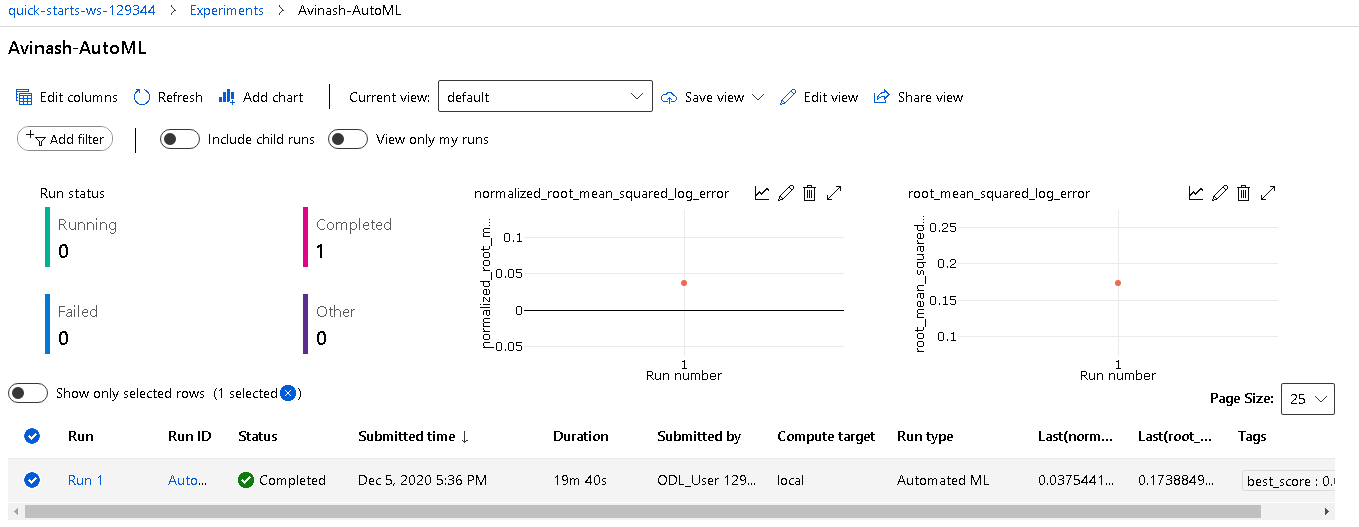 quick-starts-ws-129344 > Experiments > Avinash-AutoML
Avinash-AutoML
Edit columns Refresh Add chart Current view: default Save view Edit view Share view
Add filter Include child runs View only my runs
Run status
Running
0
Completed
1
Failed
0
Other
0
normalized_root_mean_squared_log_error
normalized_root_m...
0.1
0.05
0
-0.05
1
Run number
root_mean_squared_log_error
root_mean_squared...
0.25
0.2
0.15
0.1
1
Run number
Show only selected rows (1 selected )
Page Size: 25
Run Run ID Status Submitted time ↓ Duration Submitted by Compute target Run type Last(norm... Last(root_... Tags
Run 1 Auto... Completed Dec 5, 2020 5:36 PM 19m 40s ODL_User 129... local Automated ML 0.0375441... 0.1738849... best_score : 0.0